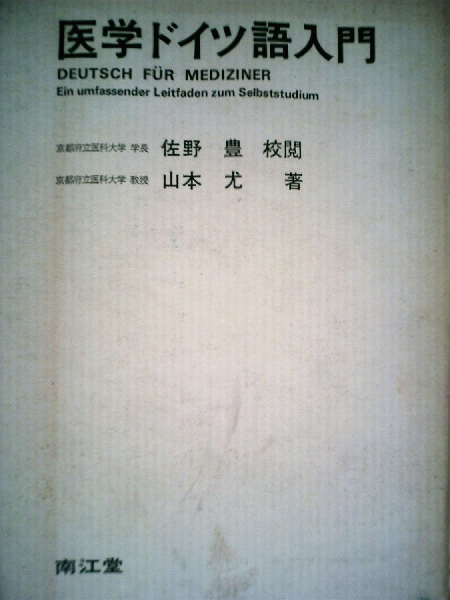 医学ドイツ語入門
DEUTSCH FÜR MEDIZINER
Ein umfassender Leitfaden zum Selbststudium
京都府立医科大学 学長 佐野 豊 校閲
京都府立医科大学 教授 山本 尤 著
南江堂